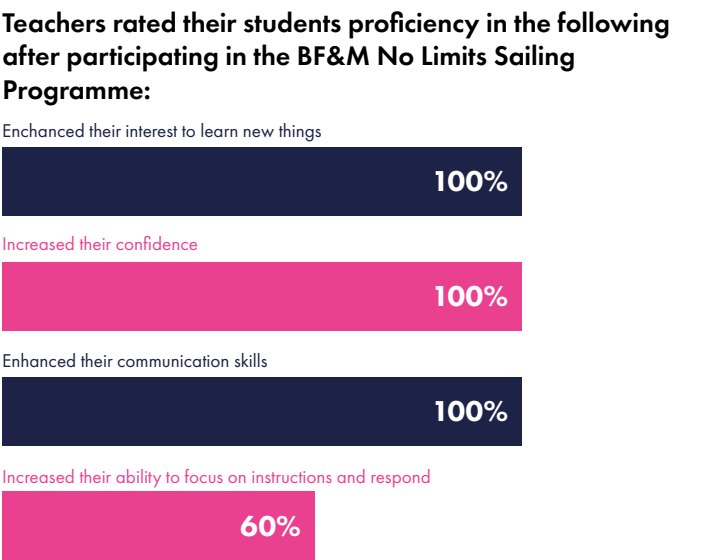 Teachers rated their students proficiency in the following
after participating in the BF&M No Limits Sailing
Programme:
Enchanced their interest to learn new things
100%
Increased their confidence
100%
Enhanced their communication skills
100%
Increased their ability to focus on instructions and respond
60%